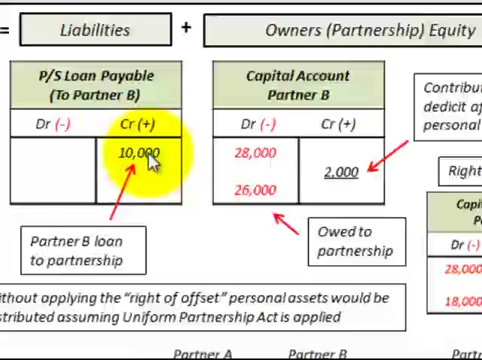 = Liabilities + Owners (Partnership) Equity
P/S Loan Payable
(To Partner B)
Dr (-) Cr (+)
10,000
Partner B loan
to partnership
Capital Account
Partner B
Dr (-) Cr (+)
28,000
2,000
26,000
Owed to
partnership
Contribut
deficit af
personal
Right
Capi
P
Dr (-)
28,000
18,000
ithout applying the "right of offset" personal assets would be
stributed assuming Uniform Partnership Act is applied
Partner A Partner B